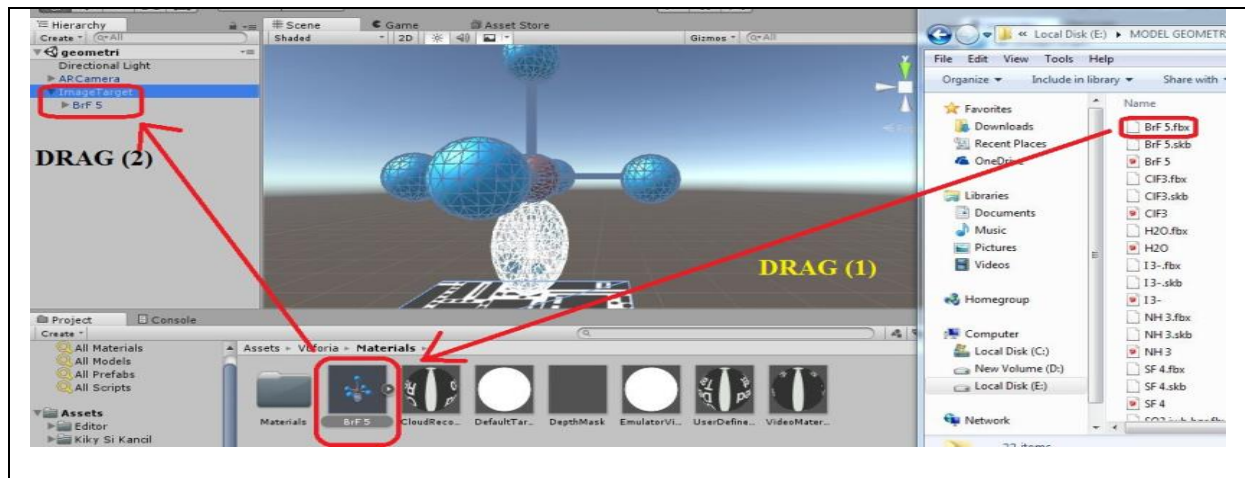 Hierarchy
Create
All
geometri
Directional Light
ARCamera
ImageTarget
BrF 5
DRAG (2)
Scene
Game
Asset Store
Shaded
2D
Gizmos
All
DRAG (1)
Project
Console
Create
All Materials
All Models
All Prefabs
All Scripts
Assets
Editor
Kiky Si Kancil
Assets Vuforia Materials
Materials
BrF 5
CloudReco...
DefaultTar...
DepthMask
EmulatorVi...
UserDefine...
VideoMater...
Local Disk (E:) MODEL GEOMETR
File Edit View Tools Help
Organize Include in library Share with
Favorites
Downloads
Recent Places
OneDrive
Libraries
Documents
Music
Pictures
Videos
Homegroup
Computer
Local Disk (C:)
New Volume (D:)
Local Disk (E:)
Network
Name
BrF 5.fbx
BrF 5.skb
BrF 5
ClF3.fbx
ClF3.skb
ClF3
H2O.fbx
H2O
I3-.fbx
I3-.skb
I3-
NH 3.fbx
NH 3.skb
NH 3
SF 4.fbx
SF 4.skb
SF 4